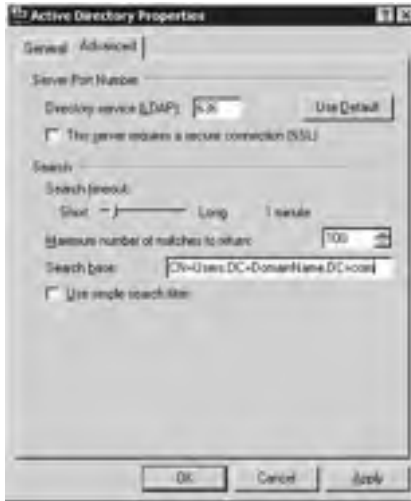 Active Directory Properties
General Advanced
Server Port Number
Directory service (LDAP): Use Default
This server requires a secure connection (SSL)
Search
Search timeout:
Short Long 1 minute
Maximum number of matches to return: 100
Search base: CN=Users,DC=DomainName,DC=com
Use simple search filter
OK Cancel Apply